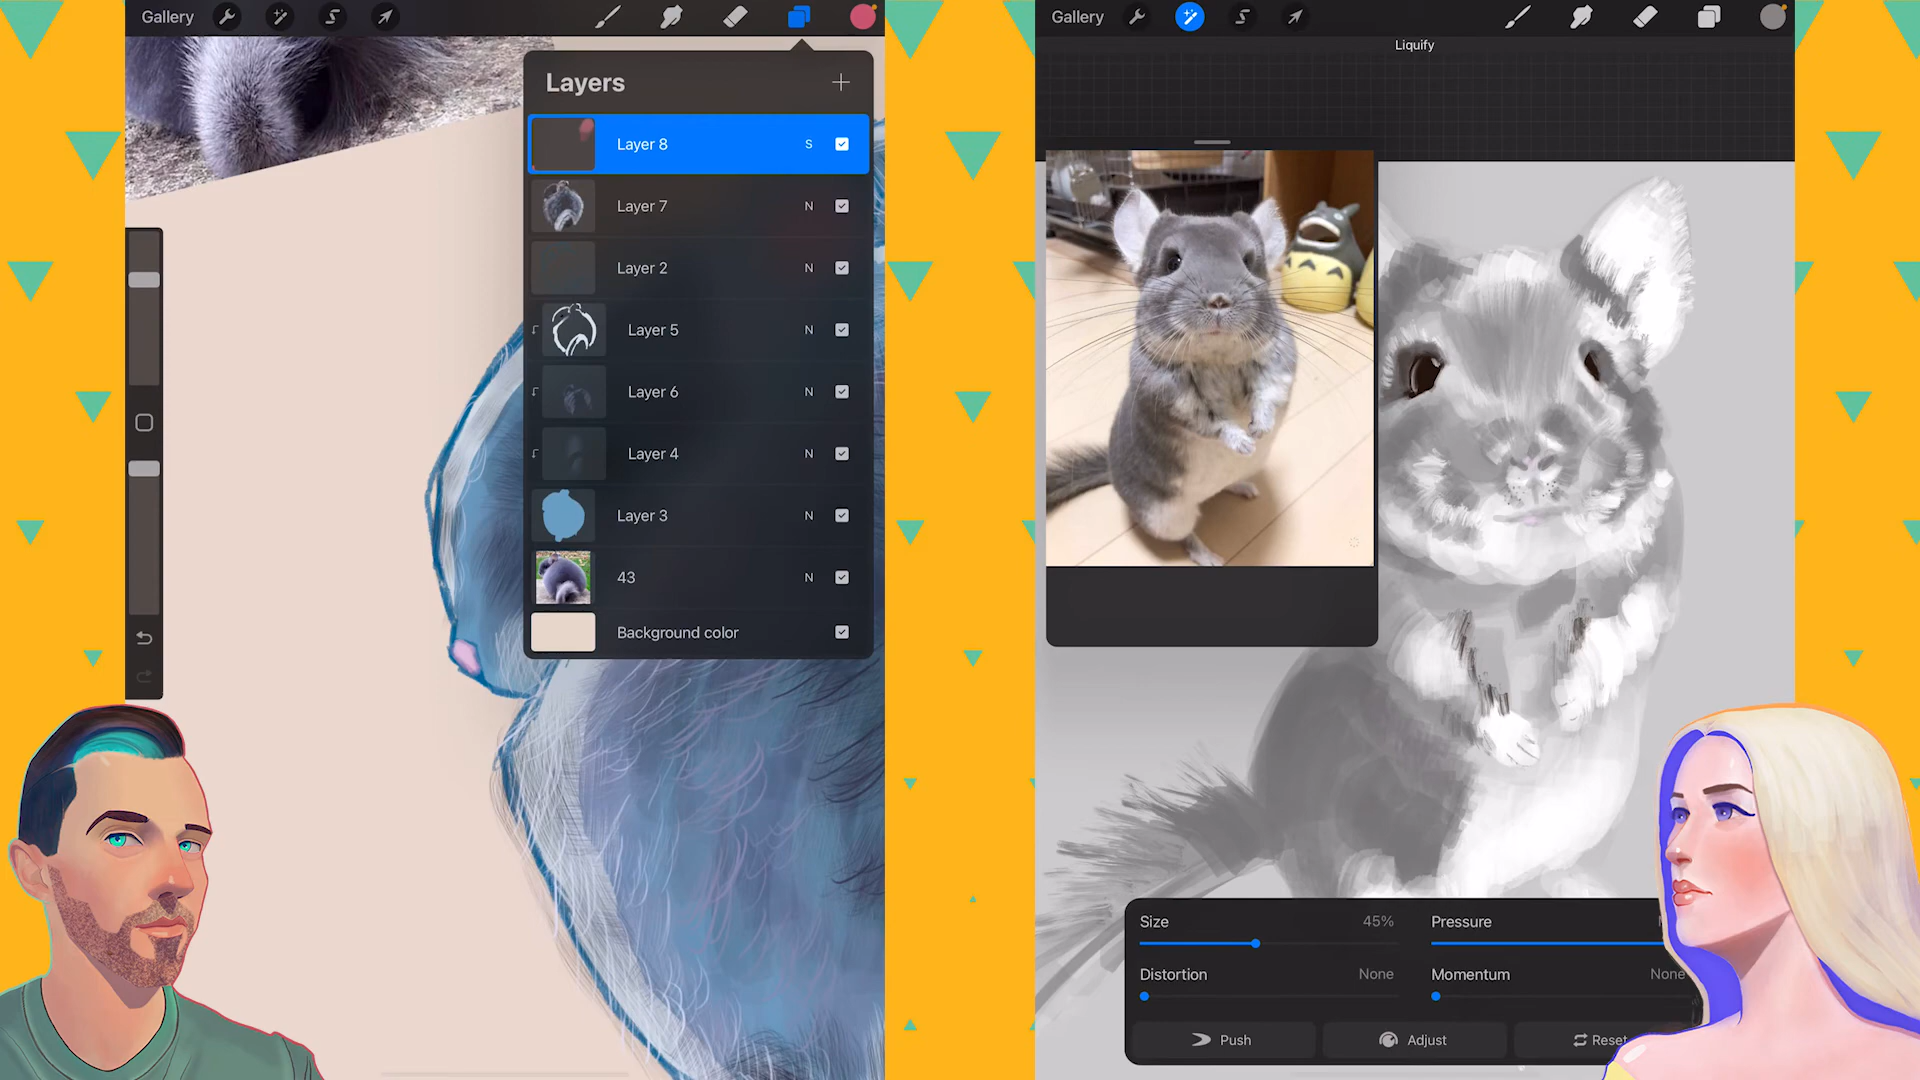 Gallery
Layers
Layer 8 S
Layer 7 N
Layer 2 N
Layer 5 N
Layer 6 N
Layer 4 N
Layer 3 N
43 N
Background color
Gallery
Liquify
Size 45% Pressure
Distortion None Momentum None
Push Adjust Reset